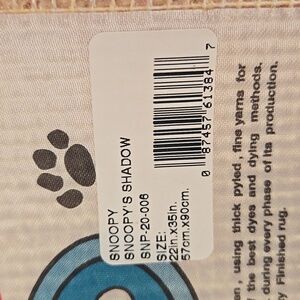 SNOOPY
SNOOPY'S SHADOW
SNP-20-006
SIZE:
22in.x35in.
57cm.x90cm.
0 87457 61384 7
, using thick pyled, fine yarns for
the best dyes and dying methods,
during every phase of its production.
Finished rug.